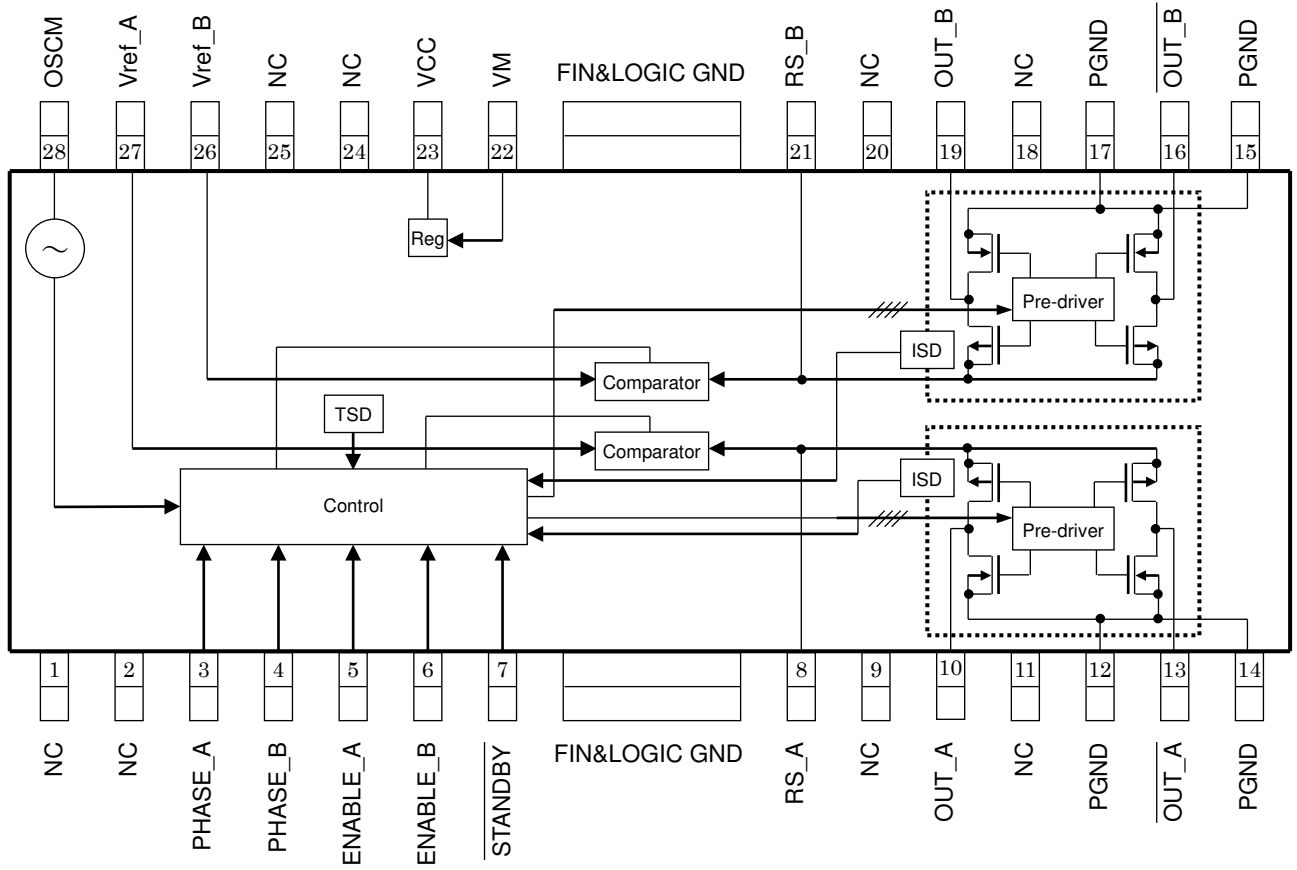 OSCM
Vref_A
Vref_B
NC
NC
VCC
VM
FIN&LOGIC GND
RS_B
NC
OUT_B
NC
PGND
OUT_B
PGND
28
27
26
25
24
23
22
21
20
19
18
17
16
15
~
Reg
Pre-driver
ISD
Comparator
TSD
Comparator
ISD
Control
Pre-driver
1
2
3
4
5
6
7
8
9
10
11
12
13
14
NC
NC
PHASE_A
PHASE_B
ENABLE_A
ENABLE_B
STANDBY
FIN&LOGIC GND
RS_A
NC
OUT_A
NC
PGND
OUT_A
PGND